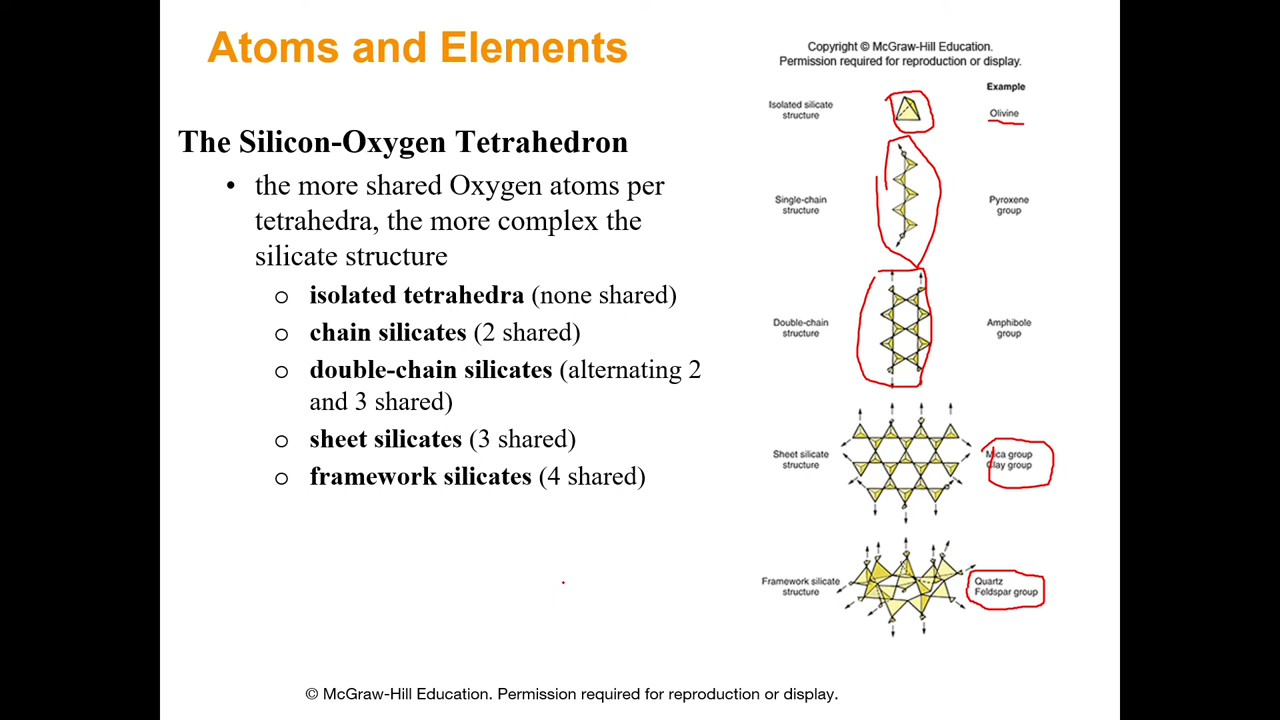 Atoms and Elements
The Silicon-Oxygen Tetrahedron
• the more shared Oxygen atoms per
tetrahedra, the more complex the
silicate structure
o isolated tetrahedra (none shared)
o chain silicates (2 shared)
o double-chain silicates (alternating 2
and 3 shared)
o sheet silicates (3 shared)
o framework silicates (4 shared)
Copyright © McGraw-Hill Education.
Permission required for reproduction or display.
Example
Isolated silicate
structure
Olivine
Single-chain
structure
Pyroxene
group
Double-chain
structure
Amphibole
group
Sheet silicate
structure
Mica group
Clay group
Framework silicate
structure
Quartz
Feldspar group
© McGraw-Hill Education. Permission required for reproduction or display.